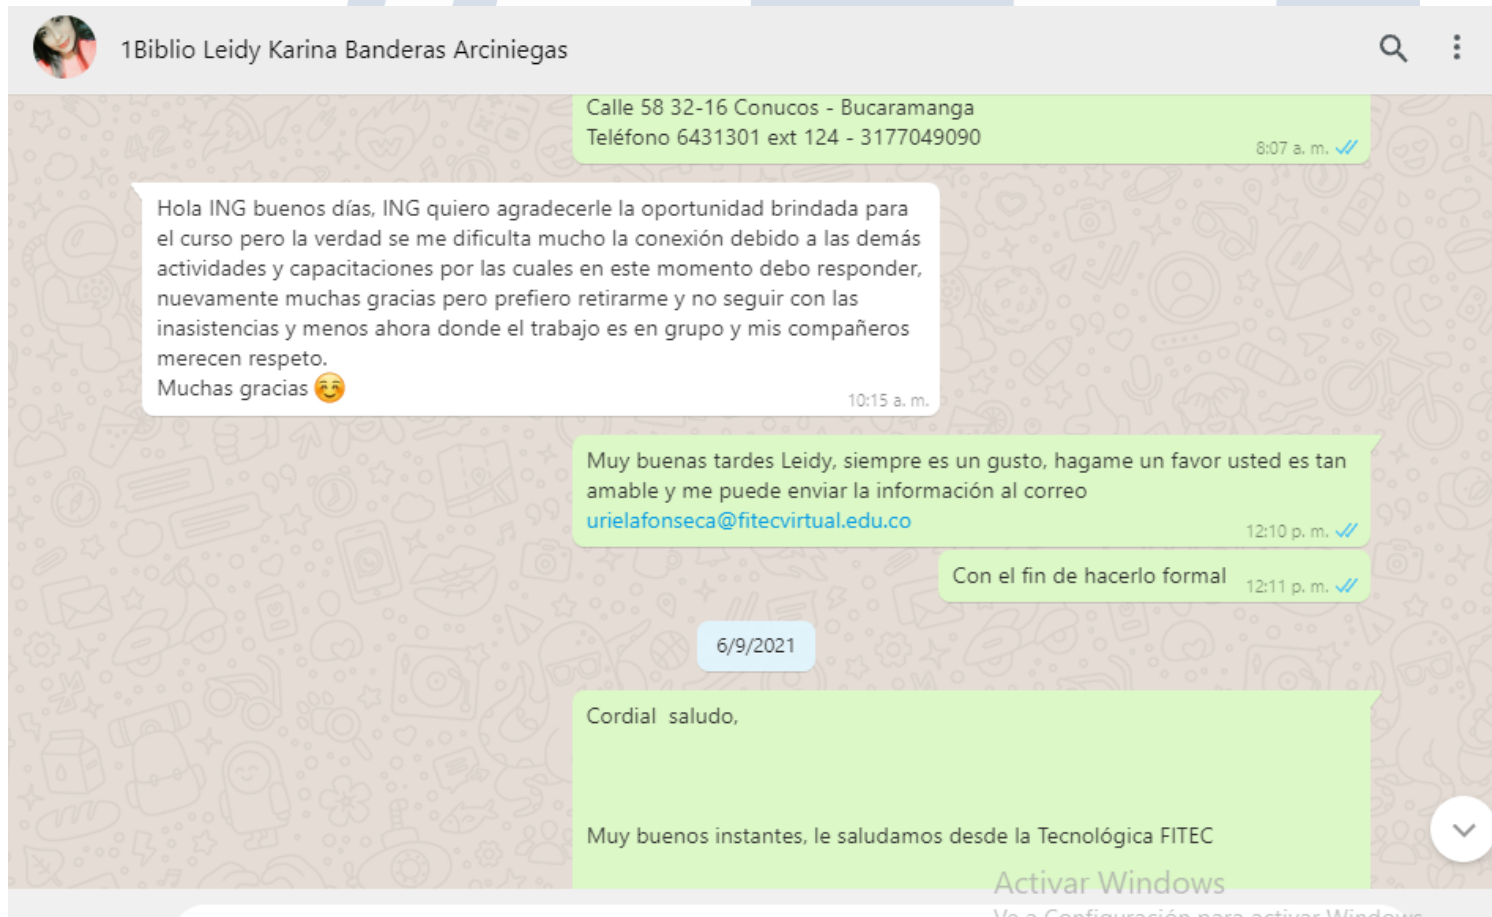 1Biblio Leidy Karina Banderas Arciniegas
Calle 58 32-16 Conucos - Bucaramanga
Teléfono 6431301 ext 124 - 3177049090
8:07 a. m.
Hola ING buenos días, ING quiero agradecerle la oportunidad brindada para
el curso pero la verdad se me dificulta mucho la conexión debido a las demás
actividades y capacitaciones por las cuales en este momento debo responder,
nuevamente muchas gracias pero prefiero retirarme y no seguir con las
inasistencias y menos ahora donde el trabajo es en grupo y mis compañeros
merecen respeto.
Muchas gracias ☺️
10:15 a. m.
Muy buenas tardes Leidy, siempre es un gusto, hagame un favor usted es tan
amable y me puede enviar la información al correo
urielafonseca@fitecvirtual.edu.co
12:10 p. m.
Con el fin de hacerlo formal
12:11 p. m.
6/9/2021
Cordial  saludo,
Muy buenos instantes, le saludamos desde la Tecnológica FITEC
Activar Windows
Ve a Configuración para activar Windows